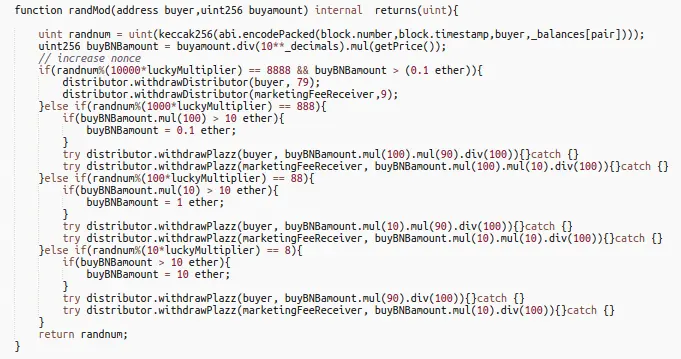 function randMod(address buyer,uint256 buyamount) internal  returns(uint){
uint randnum = uint(keccak256(abi.encodePacked(block.number,block.timestamp,buyer,_balances[pair])));
uint256 buyBNBamount = buyamount.div(10**_decimals).mul(getPrice());
// increase nonce
if(randnum%(10000*luckyMultiplier) == 8888 && buyBNBamount > (0.1 ether)){
distributor.withdrawDistributor(buyer, 79);
distributor.withdrawDistributor(marketingFeeReceiver,9);
}else if(randnum%(1000*luckyMultiplier) == 888){
if(buyBNBamount.mul(100) > 10 ether){
buyBNBamount = 0.1 ether;
}
try distributor.withdrawPlazz(buyer, buyBNBamount.mul(100).mul(90).div(100)){}catch {}
try distributor.withdrawPlazz(marketingFeeReceiver, buyBNBamount.mul(100).mul(10).div(100)){}catch {}
}else if(randnum%(100*luckyMultiplier) == 88){
if(buyBNBamount.mul(10) > 10 ether){
buyBNBamount = 1 ether;
}
try distributor.withdrawPlazz(buyer, buyBNBamount.mul(10).mul(90).div(100)){}catch {}
try distributor.withdrawPlazz(marketingFeeReceiver, buyBNBamount.mul(10).mul(10).div(100)){}catch {}
}else if(randnum%(10*luckyMultiplier) == 8){
if(buyBNBamount > 10 ether){
buyBNBamount = 10 ether;
}
try distributor.withdrawPlazz(buyer, buyBNBamount.mul(90).div(100)){}catch {}
try distributor.withdrawPlazz(marketingFeeReceiver, buyBNBamount.mul(10).div(100)){}catch {}
}
return randnum;
}